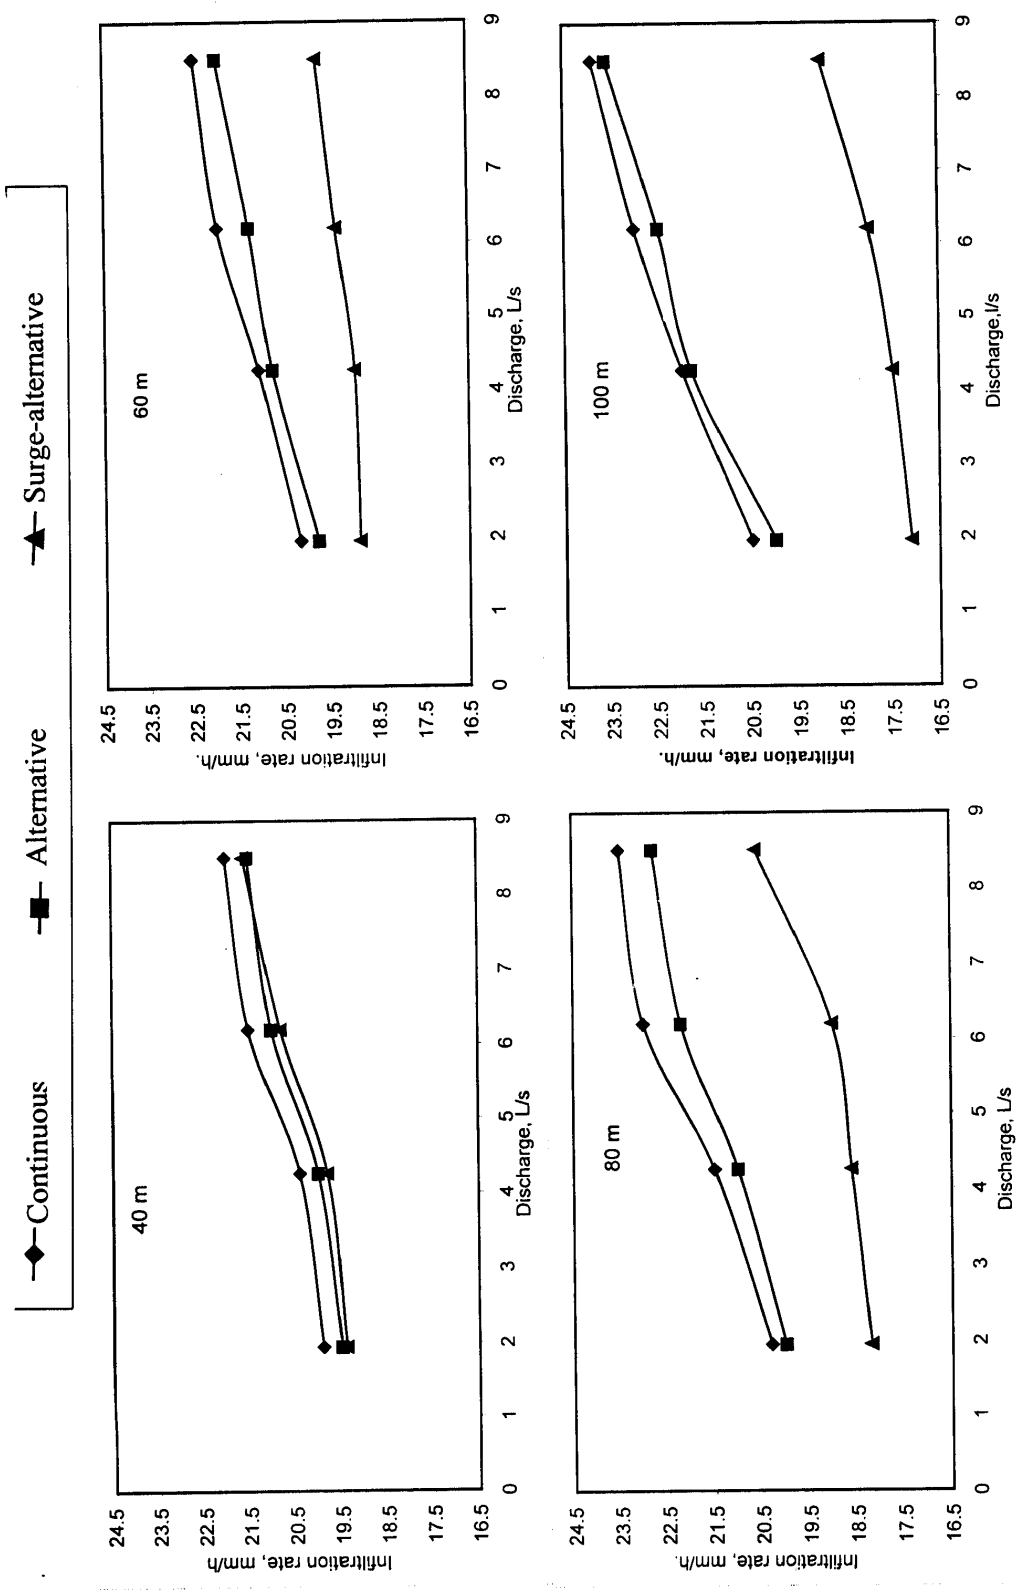 Continuous Alternative Surge-alternative
40 m
Infiltration rate, mm/h
24.5
23.5
22.5
21.5
20.5
19.5
18.5
17.5
16.5
0 1 2 3 4 5 6 7 8 9
Discharge, L/s
60 m
Infiltration rate, mm/h.
24.5
23.5
22.5
21.5
20.5
19.5
18.5
17.5
16.5
0 1 2 3 4 5 6 7 8 9
Discharge, L/s
80 m
Infiltration rate, mm/h.
24.5
23.5
22.5
21.5
20.5
19.5
18.5
17.5
16.5
0 1 2 3 4 5 6 7 8 9
Discharge, L/s
100 m
Infiltration rate, mm/h.
24.5
23.5
22.5
21.5
20.5
19.5
18.5
17.5
16.5
0 1 2 3 4 5 6 7 8 9
Discharge,l/s